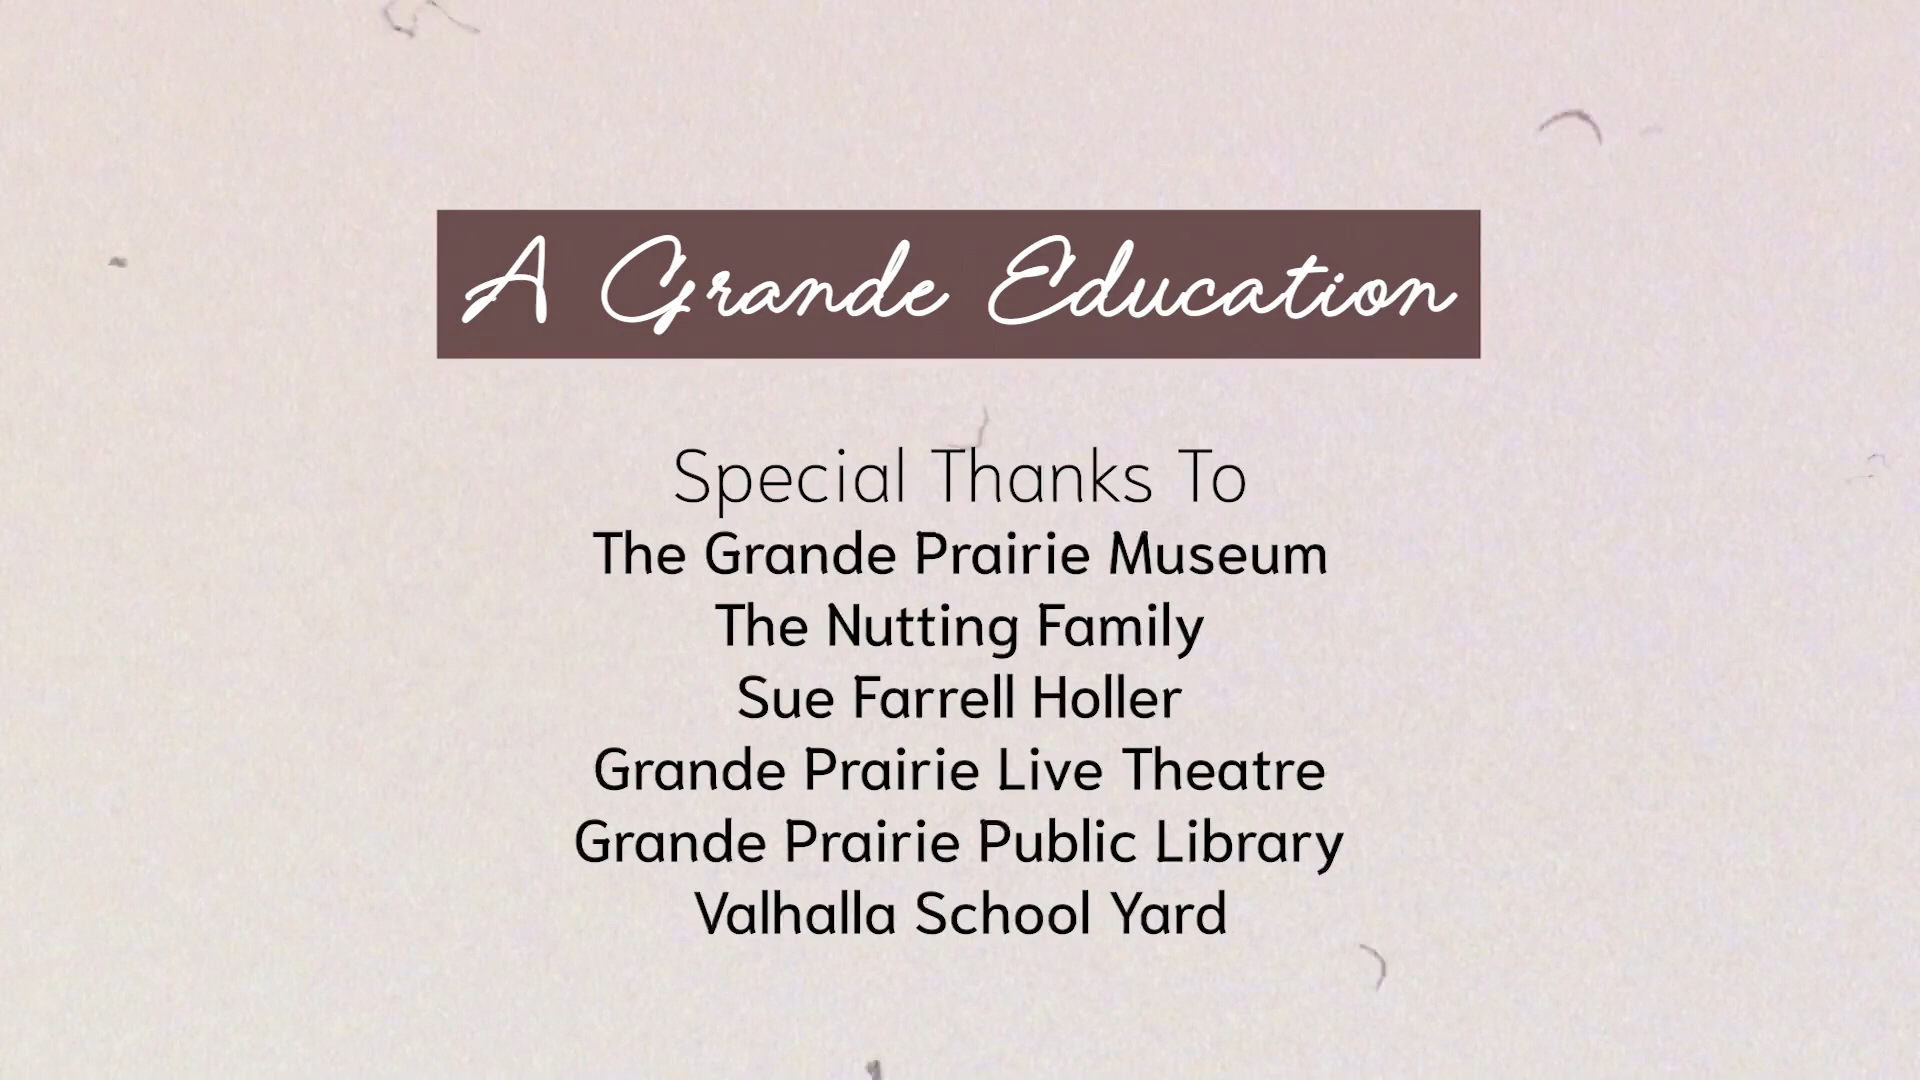 A Grande Education
Special Thanks To
The Grande Prairie Museum
The Nutting Family
Sue Farrell Holler
Grande Prairie Live Theatre
Grande Prairie Public Library
Valhalla School Yard